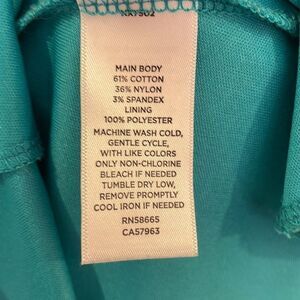 MAIN BODY
61% COTTON
36% NYLON
3% SPANDEX
LINING
100% POLYESTER
MACHINE WASH COLD,
GENTLE CYCLE,
WITH LIKE COLORS
ONLY NON-CHLORINE
BLEACH IF NEEDED
TUMBLE DRY LOW,
REMOVE PROMPTLY
COOL IRON IF NEEDED
RN58665
CA57963